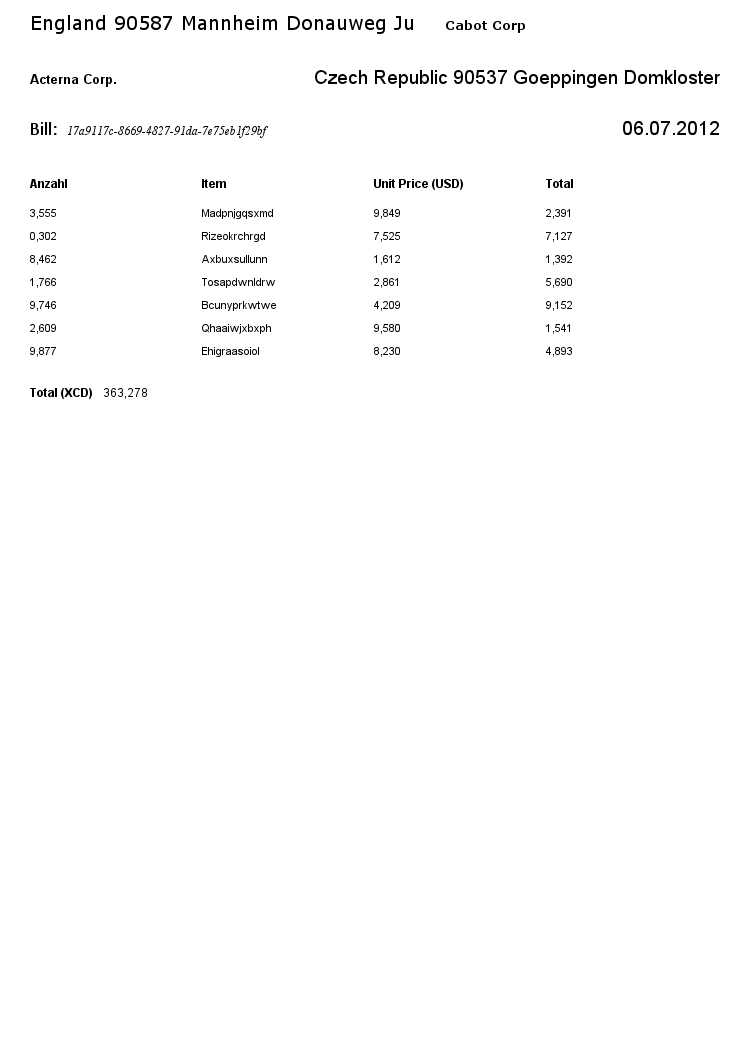 England 90587 Mannheim Donauweg Ju Cabot Corp
Acterna Corp. Czech Republic 90537 Goeppingen Domkloster
Bill: 17a9117c-8669-4827-91da-7e75eb1f29bf 06.07.2012
Anzahl Item Unit Price (USD) Total
3,555 Madpnjgqsxmd 9,849 2,391
0,302 Rizeokrchrgd 7,525 7,127
8,462 Axbuxsullunn 1,612 1,392
1,766 Tosapdwnldrw 2,861 5,690
9,746 Bcunyprkwtwe 4,209 9,152
2,609 Qhaaiwjxbxph 9,580 1,541
9,877 Ehigraasoiol 8,230 4,893
Total (XCD) 363,278